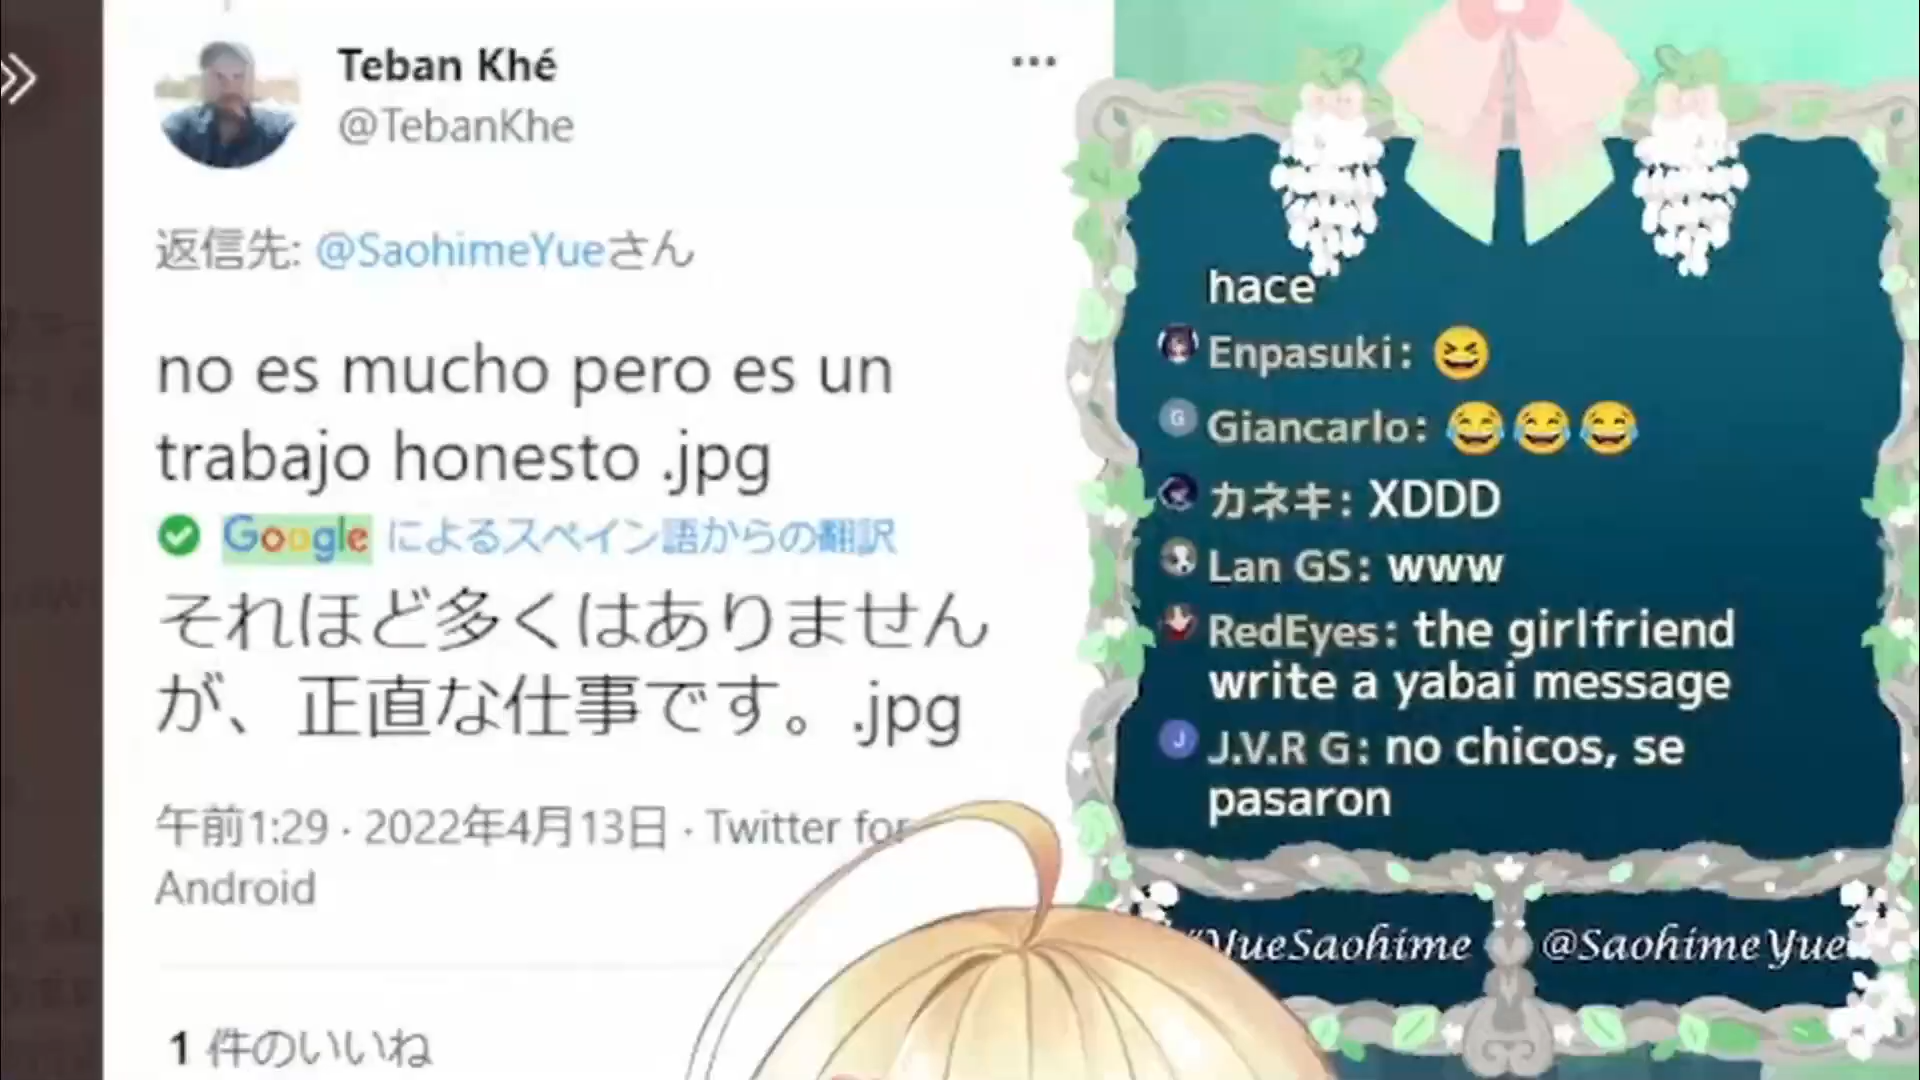 Teban Khé
@TebanKhe
返信先: @SaohimeYueさん
no es mucho pero es un
trabajo honesto .jpg
Google によるスペイン語からの翻訳
それほど多くはありません
が、正直な仕事です。.jpg
午前1:29 · 2022年4月13日 · Twitter for
Android
1 件のいいね
hace
Enpasuki: 😆
G Giancarlo: 😂😂😂
カネキ: XDDD
Lan GS: www
RedEyes: the girlfriend
write a yabai message
J J.V.R G: no chicos, se
pasaron
#YueSaohime @SaohimeYue